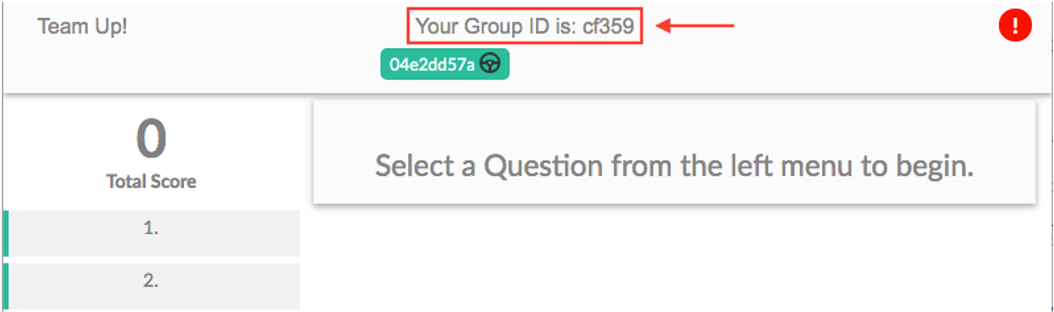 Team Up!
Your Group ID is: cf359
!
04e2dd57a
0
Total Score
Select a Question from the left menu to begin.
1.
2.